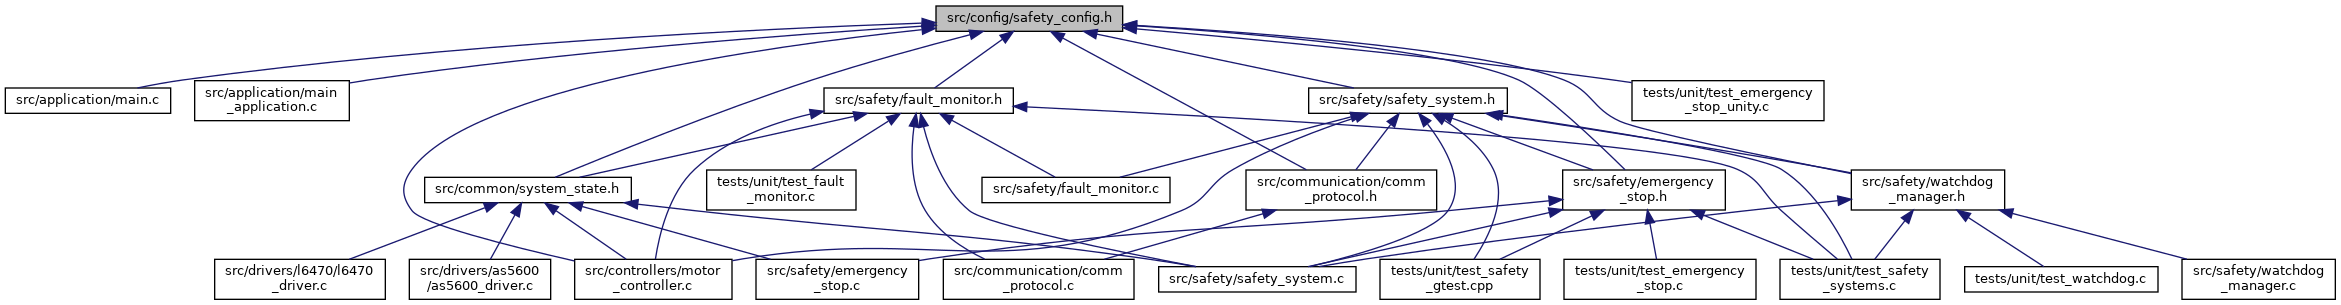 src/config/safety_config.h
src/application/main.c
src/application/main
_application.c
src/safety/fault_monitor.h
src/safety/safety_system.h
tests/unit/test_emergency
_stop_unity.c
src/common/system_state.h
tests/unit/test_fault
_monitor.c
src/safety/fault_monitor.c
src/communication/comm
_protocol.h
src/safety/emergency
_stop.h
src/safety/watchdog
_manager.h
src/drivers/l6470/l6470
_driver.c
src/drivers/as5600
/as5600_driver.c
src/controllers/motor
_controller.c
src/safety/emergency
_stop.c
src/communication/comm
_protocol.c
src/safety/safety_system.c
tests/unit/test_safety
_gtest.cpp
tests/unit/test_emergency
_stop.c
tests/unit/test_safety
_systems.c
tests/unit/test_watchdog.c
src/safety/watchdog
_manager.c